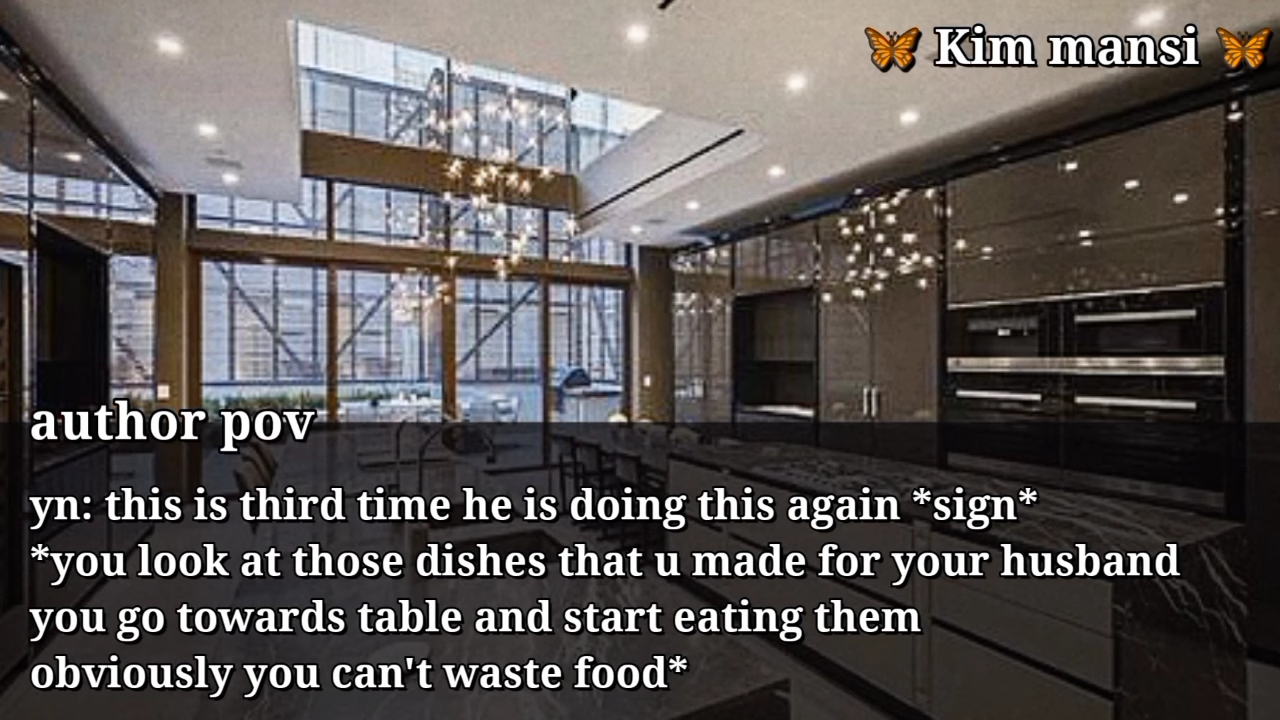 🦋 Kim mansi 🦋
author pov
yn: this is third time he is doing this again *sign*
*you look at those dishes that u made for your husband
you go towards table and start eating them
obviously you can't waste food*